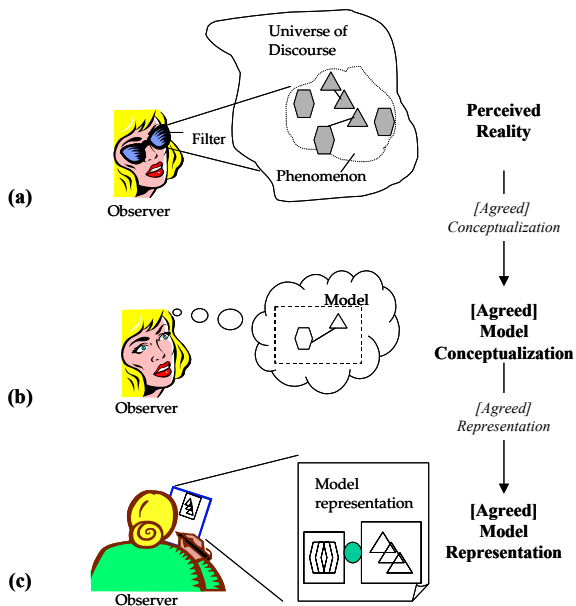 Universe of
Discourse
Filter
Phenomenon
Observer
(a)
Perceived
Reality
[Agreed]
Conceptualization
Model
Observer
(b)
[Agreed]
Model
Conceptualization
[Agreed]
Representation
Model
representation
Observer
(c)
[Agreed]
Model
Representation